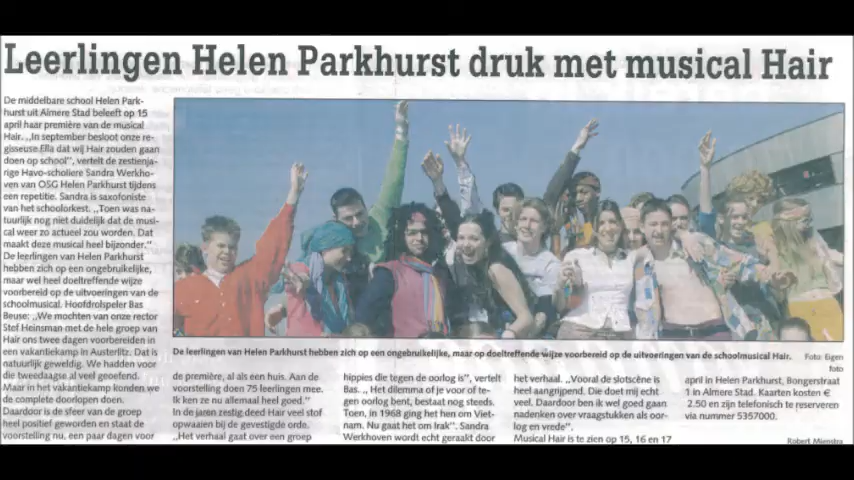 Leerlingen Helen Parkhurst druk met musical Hair
De middelbare school Helen Park-
hurst uit Almere Stad beleeft op 15
april haar première van de musical
Hair. „In september besloot onze re-
gisseuse Ella dat wij Hair zouden gaan
doen op school”, vertelt de zestienja-
rige Havo-scholiere Sandra Werkho-
ven van OSG Helen Parkhurst tijdens
een repetitie. Sandra is saxofoniste
van het schoolorkest. „Toen was na-
tuurlijk nog niet duidelijk dat de musi-
cal weer zo actueel zou worden. Dat
maakt deze musical heel bijzonder.”
De leerlingen van Helen Parkhurst
hebben zich op een ongebruikelijke,
maar wel heel doeltreffende wijze
voorbereid op de uitvoeringen van de
schoolmusical. Hoofdrolspeler Bas
Beuse: „We mochten van onze rector
Stef Heinsman met de hele groep van
Hair ons twee dagen voorbereiden in
een vakantiekamp in Austerlitz. Dat is
natuurlijk geweldig. We hadden voor
die tweedaagse al veel geoefend.
Maar in het vakantiekamp konden we
de complete doorlopen doen.
Daardoor is de sfeer van de groep
heel positief geworden en staat de
voorstelling nu, een paar dagen voor
De leerlingen van Helen Parkhurst hebben zich op een ongebruikelijke, maar op doeltreffende wijze voorbereid op de uitvoeringen van de schoolmusical Hair. Foto: Eigen
foto
de première, al als een huis. Aan de
voorstelling doen 75 leerlingen mee.
Ik ken ze nu allemaal heel goed.”
In de jaren zestig deed Hair veel stof
opwaaien bij de gevestigde orde.
„Het verhaal gaat over een groep
hippies die tegen de oorlog is”, vertelt
Bas. „ Het dilemma of je voor of te-
gen oorlog bent, bestaat nog steeds.
Toen, in 1968 ging het hen om Viet-
nam. Nu gaat het om Irak”. Sandra
Werkhoven wordt echt geraakt door
het verhaal. „Vooral de slotscène is
heel aangrijpend. Die doet mij echt
veel. Daardoor ben ik wel goed gaan
nadenken over vraagstukken als oor-
log en vrede”.
Musical Hair is te zien op 15, 16 en 17
april in Helen Parkhurst, Bongerstraat
1 in Almere Stad. Kaarten kosten €
2.50 en zijn telefonisch te reserveren
via nummer 5357000.
Robert Mienstra